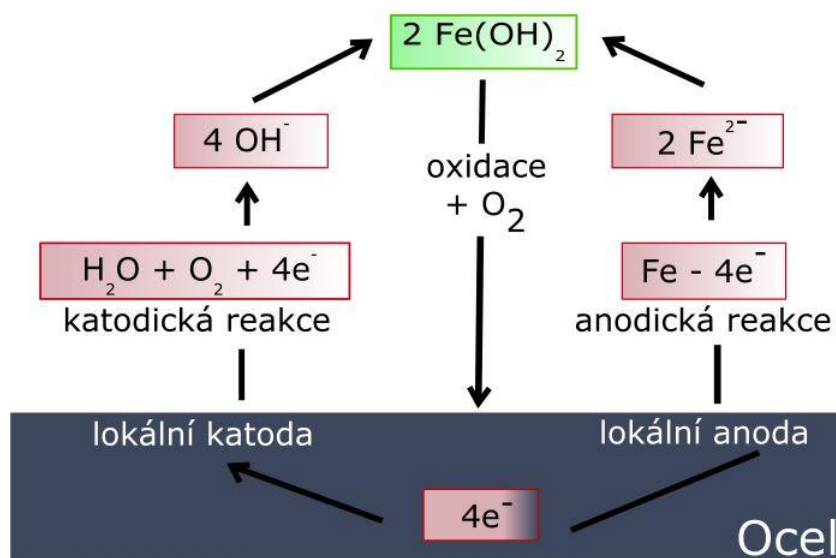 2 Fe(OH)₂
4 OH⁻
2 Fe²⁻
oxidace
+ O₂
H₂O + O₂ + 4e⁻
Fe - 4e⁻
katodická reakce
anodická reakce
lokální katoda
lokální anoda
4e⁻
Ocel